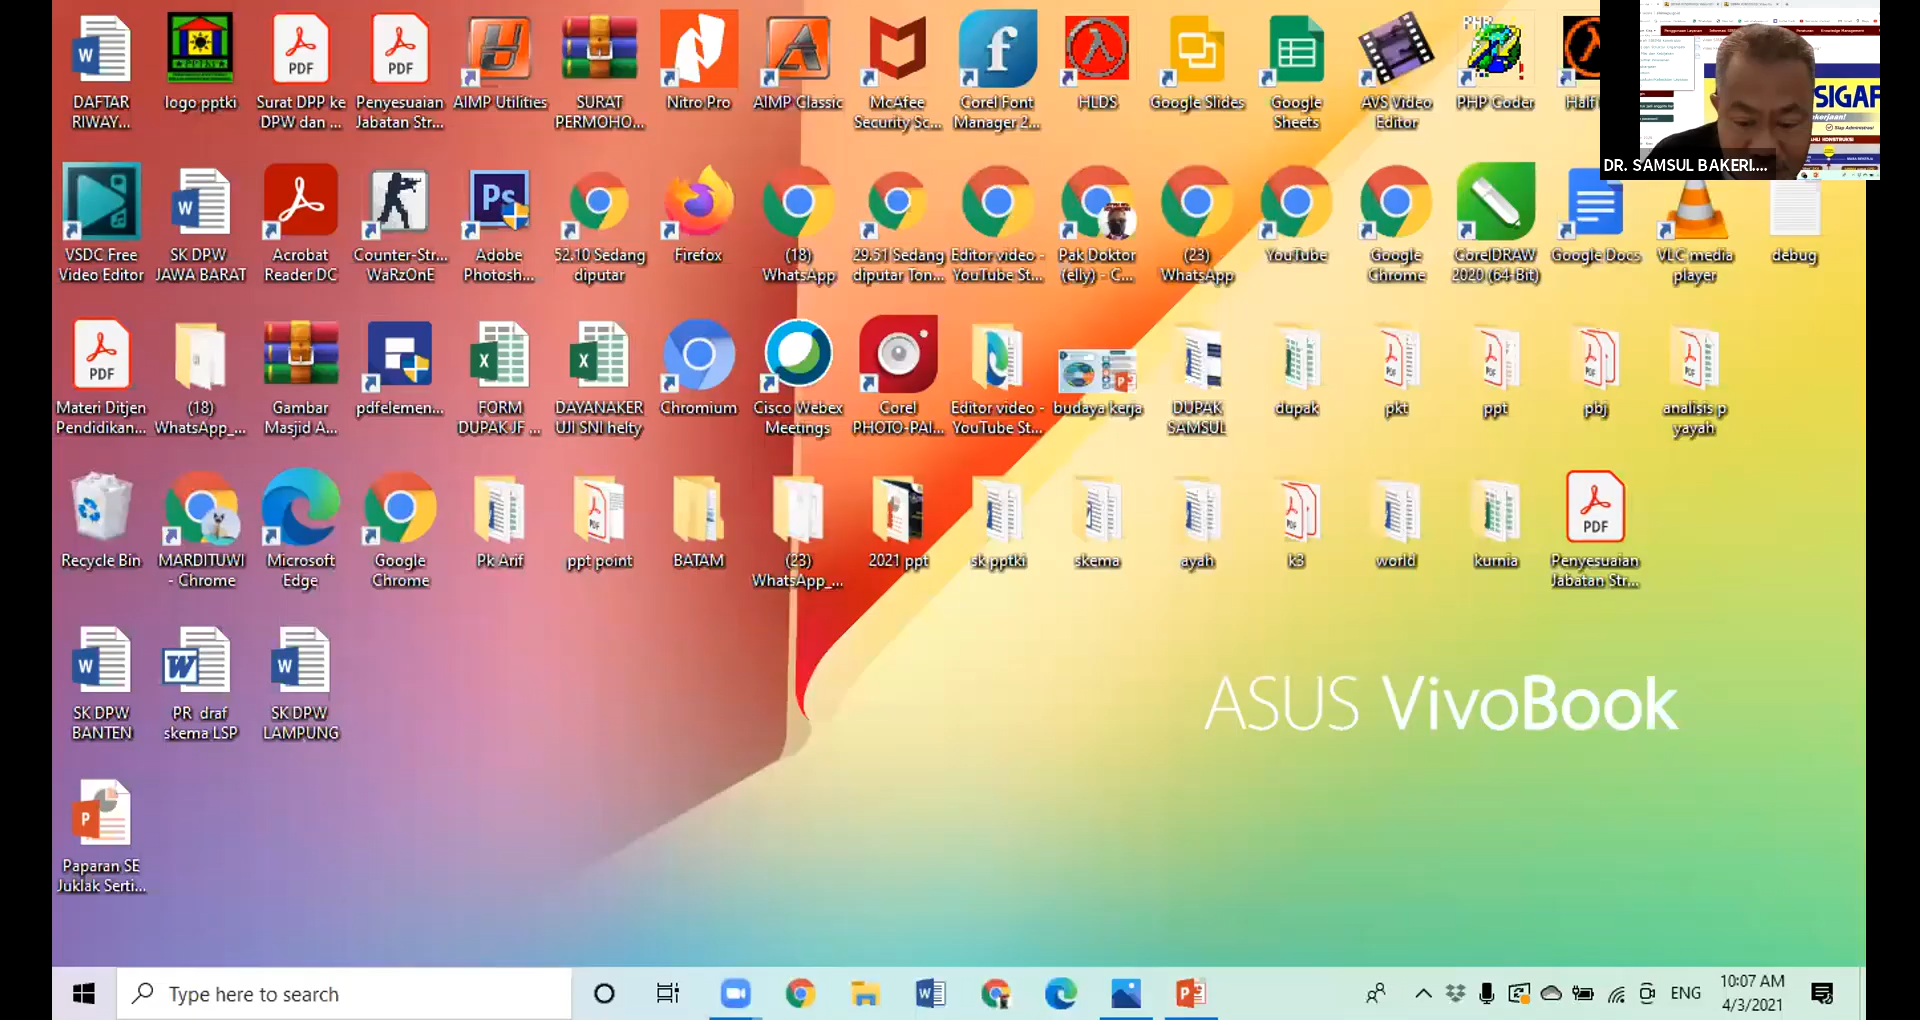 DAFTAR
RIWAY...
logo pptki
Surat DPP ke
DPW dan ...
Penyesuaian
Jabatan Str...
AIMP Utilities
SURAT
PERMOHO...
Nitro Pro
AIMP Classic
McAfee
Security Sc...
Corel Font
Manager 2...
HLDS
Google Slides
Google
Sheets
AVS Video
Editor
PHP Coder
Half
DR. SAMSUL BAKERI....
VSDC Free
Video Editor
SK DPW
JAWA BARAT
Acrobat
Reader DC
Counter-Str...
WaRzOnE
Adobe
Photosh...
52.10 Sedang
diputar
Firefox
(18)
WhatsApp
29.51 Sedang
diputar Ton...
Editor video -
YouTube St...
Pak Doktor
(elly) - C...
(23)
WhatsApp
YouTube
Google
Chrome
CorelDRAW
2020 (64-Bit)
Google Docs
VLC media
player
debug
Materi Ditjen
Pendidikan...
(18)
WhatsApp_...
Gambar
Masjid A...
pdfelemen...
FORM
DUPAK JF ...
DAYANAKER
UJI SNI helty
Chromium
Cisco Webex
Meetings
Corel
PHOTO-PAI...
Editor video -
YouTube St...
budaya kerja
DUPAK
SAMSUL
dupak
pkt
ppt
pbj
analisis p
yayah
Recycle Bin
MARDITUWI
- Chrome
Microsoft
Edge
Google
Chrome
Pk Arif
ppt point
BATAM
(23)
WhatsApp_...
2021 ppt
sk pptki
skema
ayah
k3
world
kurnia
Penyesuaian
Jabatan Str...
SK DPW
BANTEN
PR draf
skema LSP
SK DPW
LAMPUNG
ASUS VivoBook
Paparan SE
Juklak Serti...
Type here to search
ENG
10:07 AM
4/3/2021